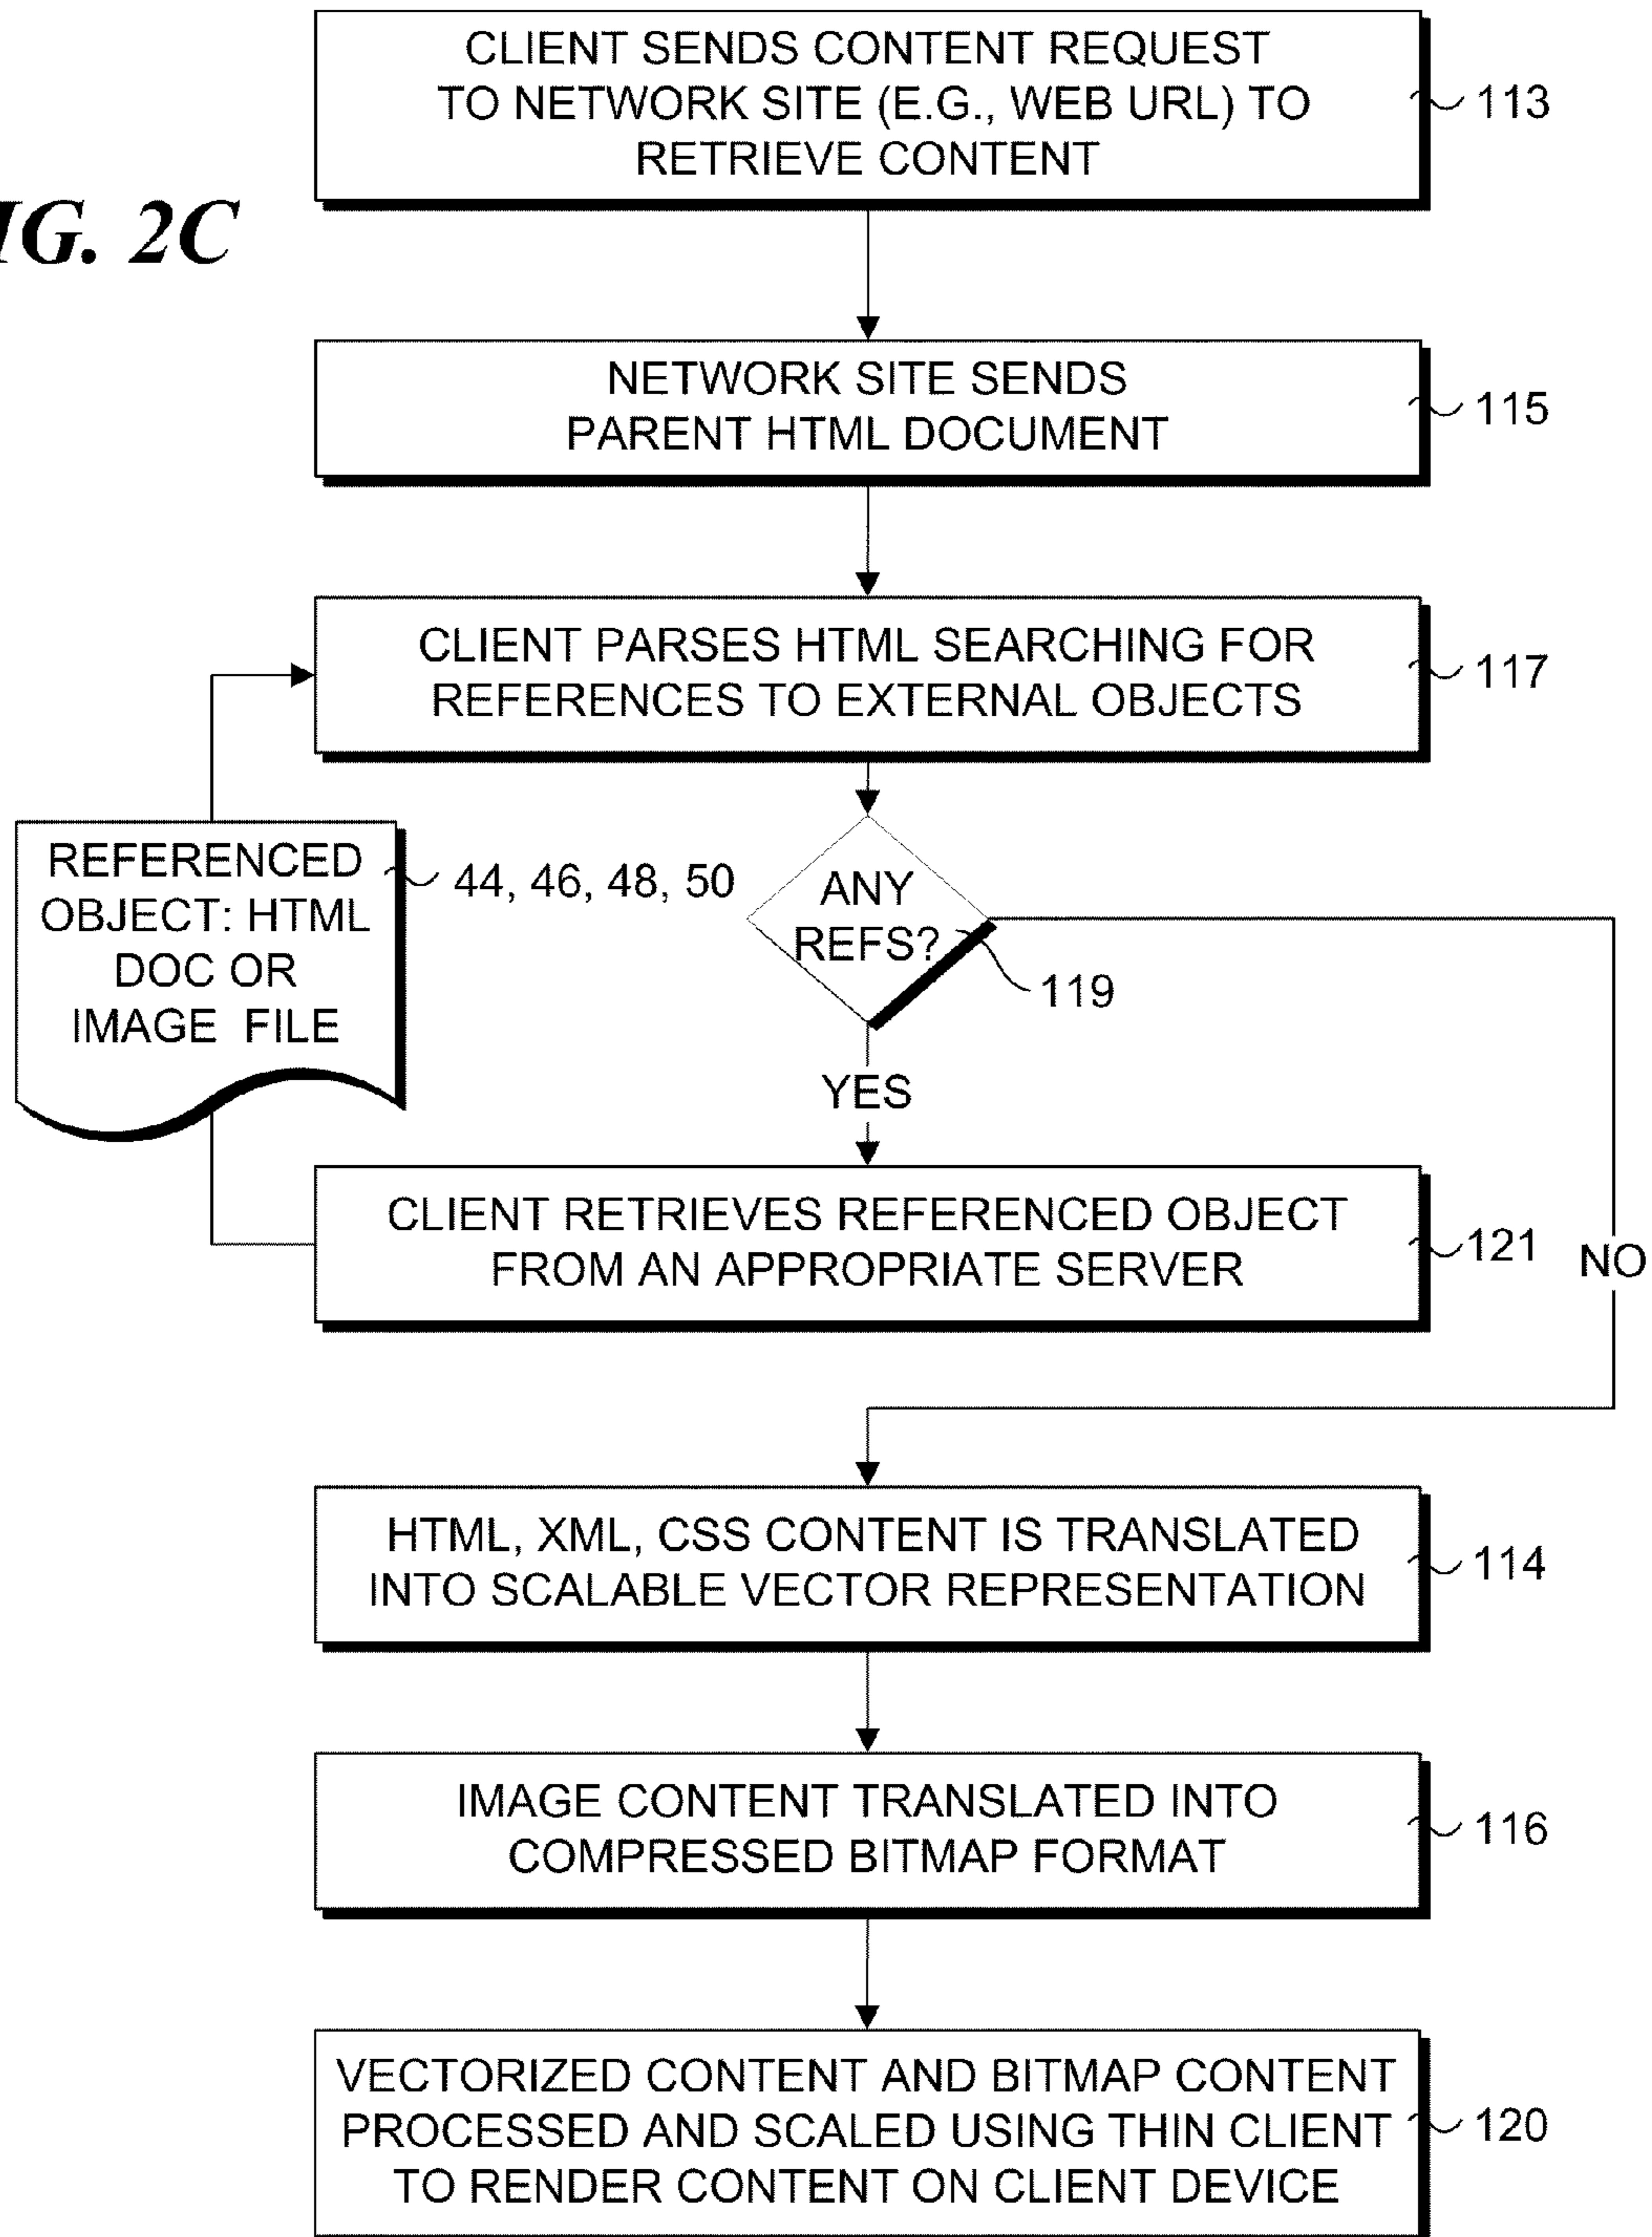 CLIENT SENDS CONTENT REQUEST
TO NETWORK SITE (E.G., WEB URL) TO
RETRIEVE CONTENT
113
IG. 2C
NETWORK SITE SENDS
PARENT HTML DOCUMENT
115
CLIENT PARSES HTML SEARCHING FOR
REFERENCES TO EXTERNAL OBJECTS
117
REFERENCED
OBJECT: HTML
DOC OR
IMAGE FILE
44, 46, 48, 50
ANY
REFS?
119
YES
CLIENT RETRIEVES REFERENCED OBJECT
FROM AN APPROPRIATE SERVER
121
NO
HTML, XML, CSS CONTENT IS TRANSLATED
INTO SCALABLE VECTOR REPRESENTATION
114
IMAGE CONTENT TRANSLATED INTO
COMPRESSED BITMAP FORMAT
116
VECTORIZED CONTENT AND BITMAP CONTENT
PROCESSED AND SCALED USING THIN CLIENT
TO RENDER CONTENT ON CLIENT DEVICE
120